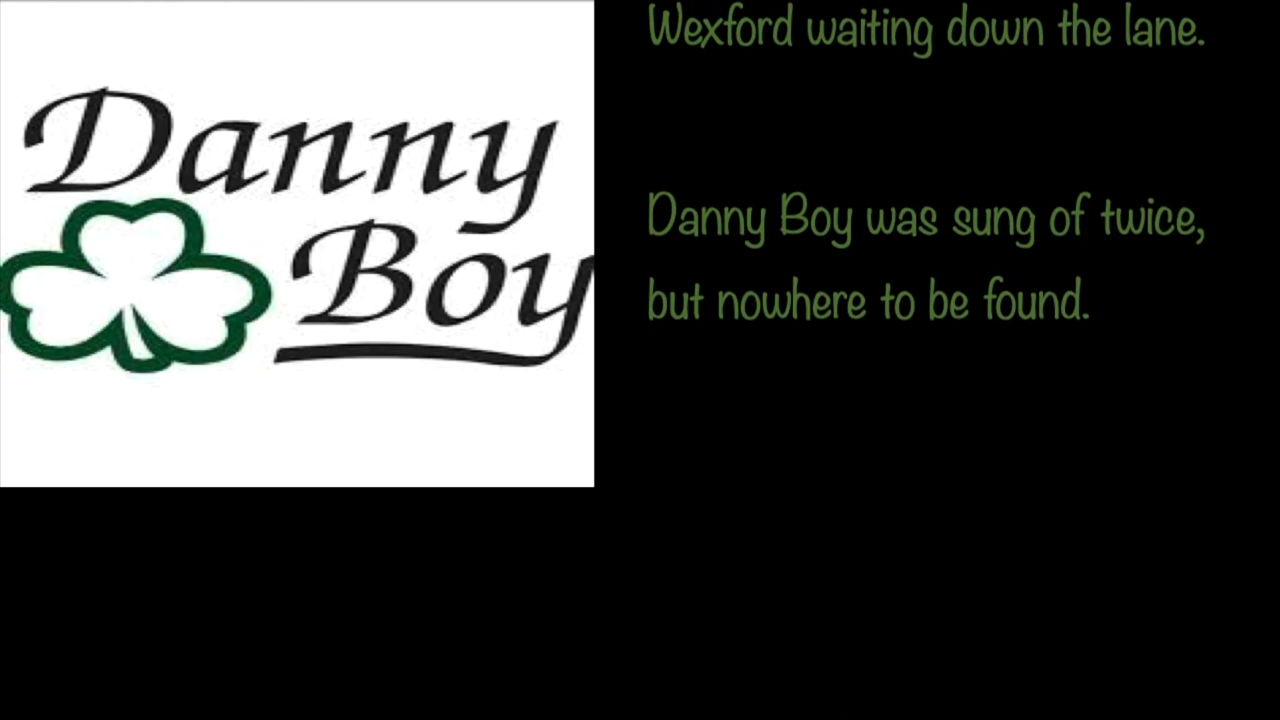 Danny
Boy
Wexford waiting down the lane.
Danny Boy was sung of twice,
but nowhere to be found.